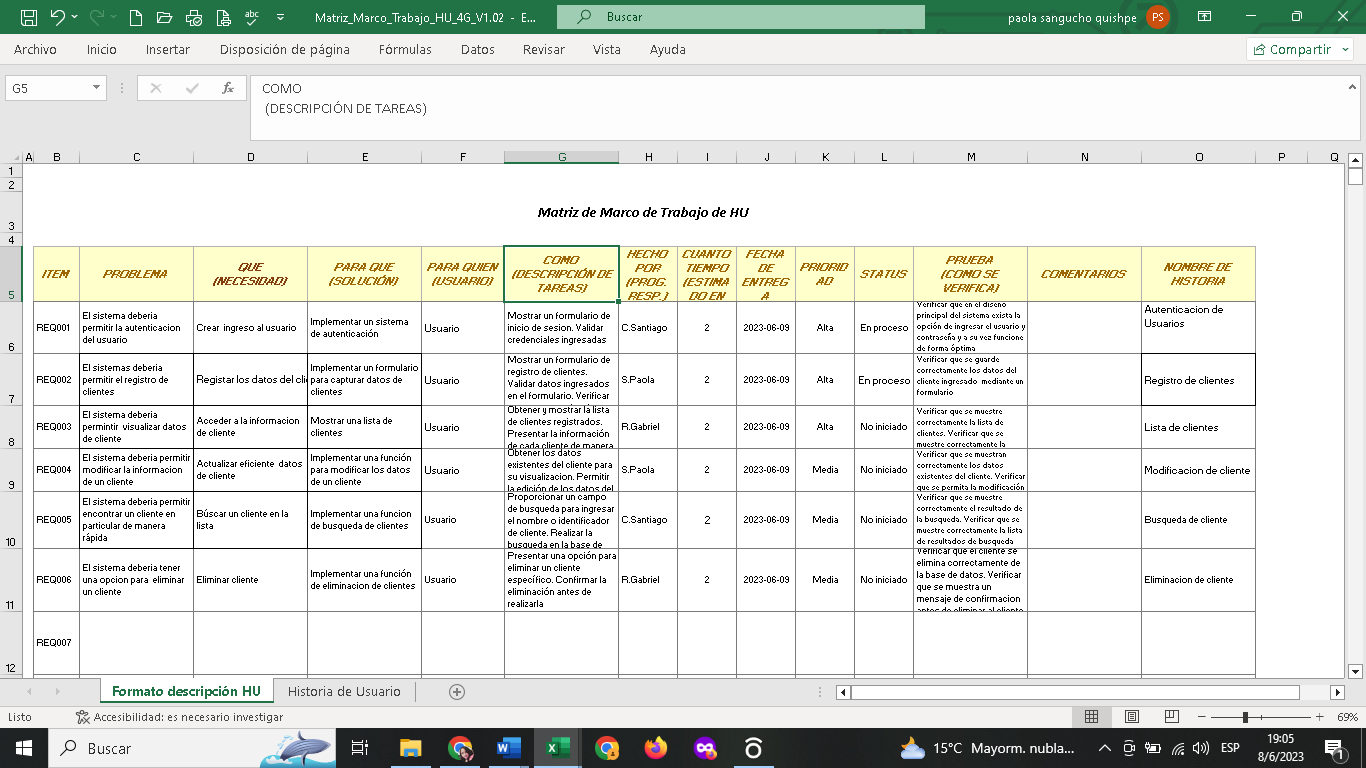 Matriz_Marco_Trabajo_HU_4G_V1.02 - E...
Buscar
paola sangucho quishpe
PS
Archivo Inicio Insertar Disposición de página Fórmulas Datos Revisar Vista Ayuda
Compartir
G5
fx
COMO
(DESCRIPCIÓN DE TAREAS)
A B C D E F G H I J K L M N O P Q
1
2
3
Matriz de Marco de Trabajo de HU
4
5
ITEM
PROBLEMA
QUE
(NECESIDAD)
PARA QUE
(SOLUCIÓN)
PARA QUIEN
(USUARIO)
COMO
(DESCRIPCIÓN DE
TAREAS)
HECHO
POR
(PROG.
RESP.)
CUANTO
TIEMPO
(ESTIMA
DO EN
FECHA
DE
ENTREG
A
PRIORID
AD
STATUS
PRUEBA
(COMO SE
VERIFICA)
COMENTARIOS
NOMBRE DE
HISTORIA
6
REQ001
El sistema deberia
permitir la autenticacion
del usuario
Crear ingreso al usuario
Implementar un sistema
de autenticación
Usuario
Mostrar un formulario de
inicio de sesion. Validar
credenciales ingresadas
C.Santiago
2
2023-06-09
Alta
En proceso
Verificar que en el diseño
principal del sistema exista la
opción de ingresar el usuario y
contraseña y a su vez funcione
de forma óptima
Autenticacion de
Usuarios
7
REQ002
El sistemas deberia
permitir el registro de
clientes
Registar los datos del clie
Implementar un formulario
para capturar datos de
clientes
Usuario
Mostrar un formulario de
registro de clientes.
Validar datos ingresados
en el formulario. Verificar
S.Paola
2
2023-06-09
Alta
En proceso
Verificar que se guarde
correctamente los datos del
cliente ingresado mediante un
formulario
Registro de clientes
8
REQ003
El sistema deberia
permintir visualizar datos
de cliente
Acceder a la informacion
de cliente
Mostrar una lista de
clientes
Usuario
Obtener y mostrar la lista
de clientes registrados.
Presentar la información
de cada cliente de manera
R.Gabriel
2
2023-06-09
Alta
No iniciado
Verificar que se muestre
correctamente la lista de
clientes. Verificar que se
muestre correctamente la
Lista de clientes
9
REQ004
El sistema deberia permitir
modificar la informacion
de un cliente
Actualizar eficiente datos
de cliente
Implementar una función
para modificar los datos
de un cliente
Usuario
Obtener los datos
existentes del cliente para
su visualizacion. Permitir
la edición de los datos del
S.Paola
2
2023-06-09
Media
No iniciado
Verificar que se muestran
correctamente los datos
existentes del cliente. Verificar
que se permita la modificación
Modificacion de cliente
10
REQ005
El sistema deberia permitir
encontrar un cliente en
particular de manera
rápida
Búscar un cliente en la
lista
Implementar una funcion
de busqueda de clientes
Usuario
Proporcionar un campo
de busqueda para ingresar
el nombre o identificador
de cliente. Realizar la
busqueda en la base de
C.Santiago
2
2023-06-09
Media
No iniciado
Verificar que se muestre
correctamente el resultado de
la busqueda. Verificar que se
muestre correctamente la lista
de resultados de busqueda
Busqueda de cliente
11
REQ006
El sistema deberia tener
una opcion para eliminar
un cliente
Eliminar cliente
Implementar una función
de eliminacion de clientes
Usuario
Presentar una opción para
eliminar un cliente
específico. Confirmar la
eliminación antes de
realizarla
R.Gabriel
2
2023-06-09
Media
No iniciado
Verificar que el cliente se
elimina correctamente de
la base de datos. Verificar
que se muestra un
mensaje de confirmacion
antes de eliminar al cliente
Eliminacion de cliente
12
REQ007
Formato descripción HU Historia de Usuario
Listo
Accesibilidad: es necesario investigar
69%
Buscar
15°C Mayorm. nubla...
ESP
19:05
8/6/2023
1